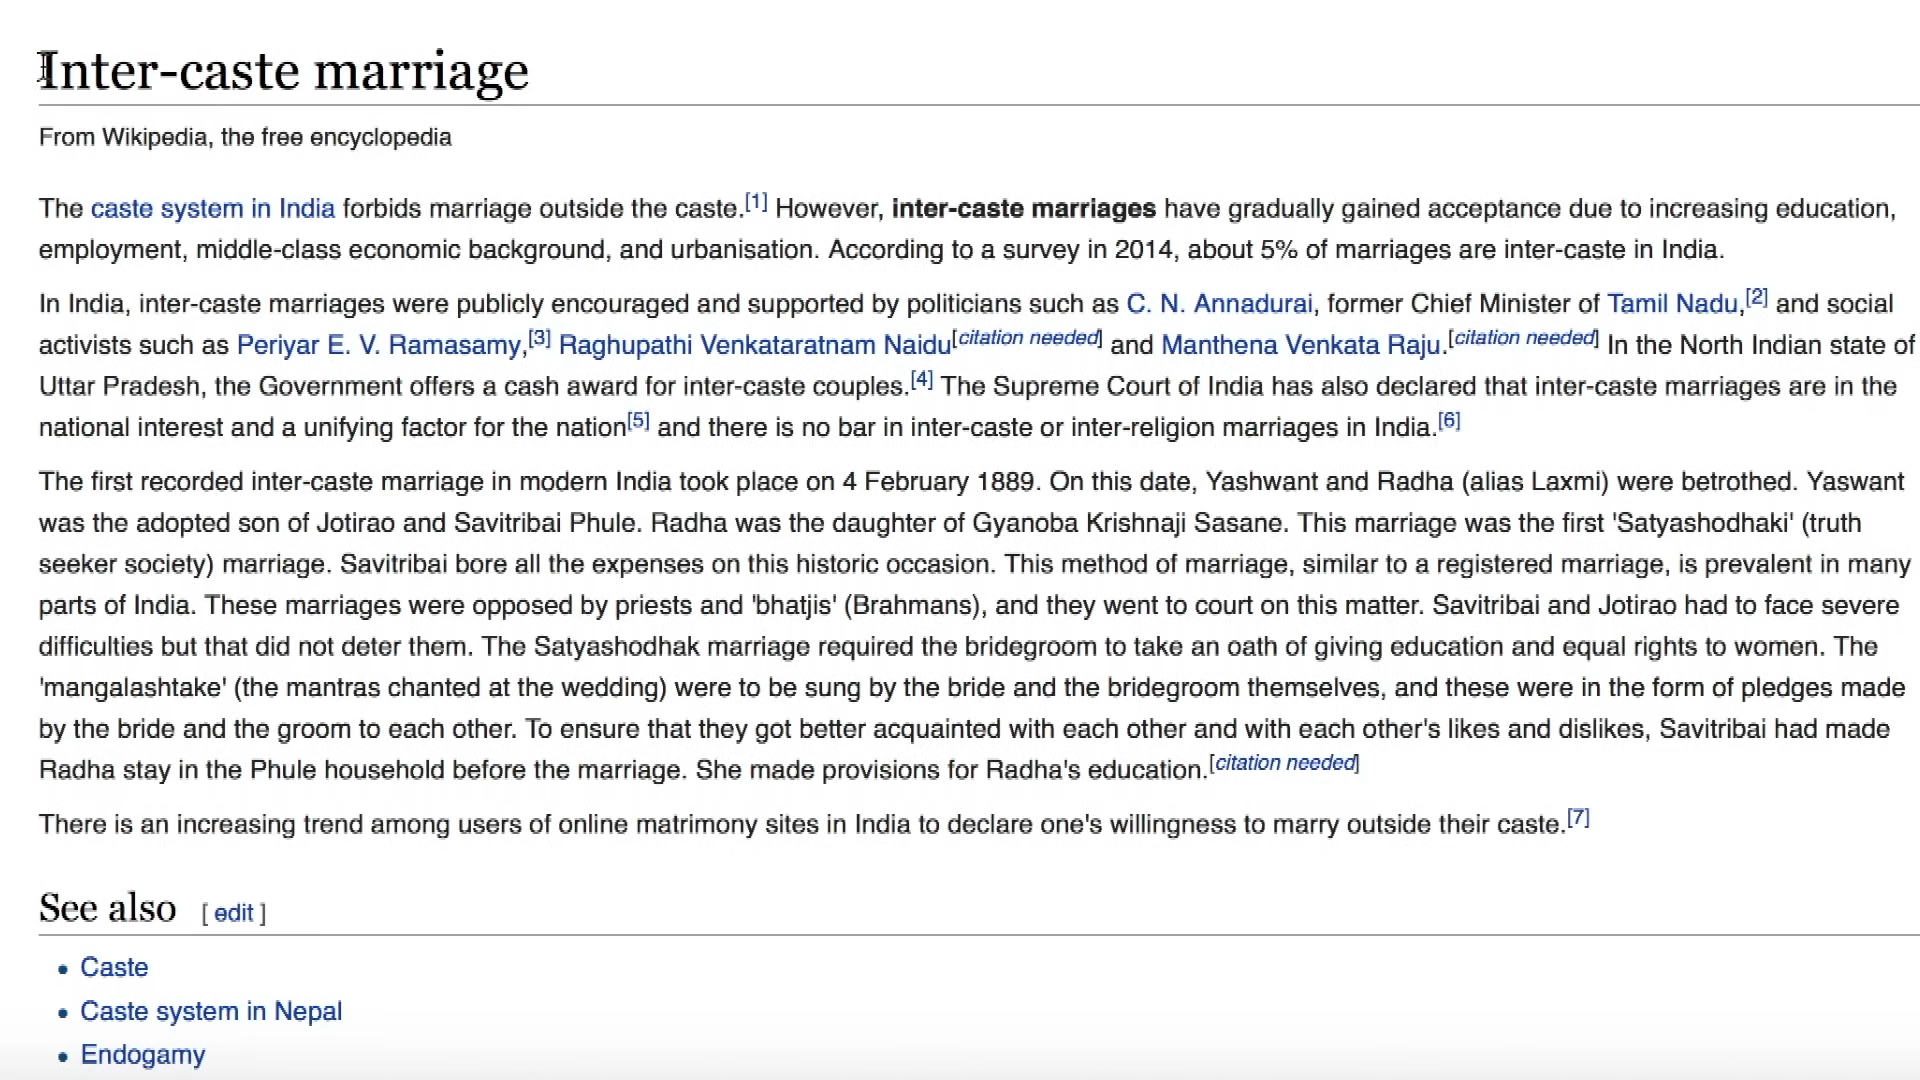 Inter-caste marriage
From Wikipedia, the free encyclopedia
The caste system in India forbids marriage outside the caste.[1] However, inter-caste marriages have gradually gained acceptance due to increasing education,
employment, middle-class economic background, and urbanisation. According to a survey in 2014, about 5% of marriages are inter-caste in India.
In India, inter-caste marriages were publicly encouraged and supported by politicians such as C. N. Annadurai, former Chief Minister of Tamil Nadu,[2] and social
activists such as Periyar E. V. Ramasamy,[3] Raghupathi Venkataratnam Naidu[citation needed] and Manthena Venkata Raju.[citation needed] In the North Indian state of
Uttar Pradesh, the Government offers a cash award for inter-caste couples.[4] The Supreme Court of India has also declared that inter-caste marriages are in the
national interest and a unifying factor for the nation[5] and there is no bar in inter-caste or inter-religion marriages in India.[6]
The first recorded inter-caste marriage in modern India took place on 4 February 1889. On this date, Yashwant and Radha (alias Laxmi) were betrothed. Yaswant
was the adopted son of Jotirao and Savitribai Phule. Radha was the daughter of Gyanoba Krishnaji Sasane. This marriage was the first 'Satyashodhaki' (truth
seeker society) marriage. Savitribai bore all the expenses on this historic occasion. This method of marriage, similar to a registered marriage, is prevalent in many
parts of India. These marriages were opposed by priests and 'bhatjis' (Brahmans), and they went to court on this matter. Savitribai and Jotirao had to face severe
difficulties but that did not deter them. The Satyashodhak marriage required the bridegroom to take an oath of giving education and equal rights to women. The
'mangalashtake' (the mantras chanted at the wedding) were to be sung by the bride and the bridegroom themselves, and these were in the form of pledges made
by the bride and the groom to each other. To ensure that they got better acquainted with each other and with each other's likes and dislikes, Savitribai had made
Radha stay in the Phule household before the marriage. She made provisions for Radha's education.[citation needed]
There is an increasing trend among users of online matrimony sites in India to declare one's willingness to marry outside their caste.[7]
See also [ edit ]
• Caste
• Caste system in Nepal
• Endogamy